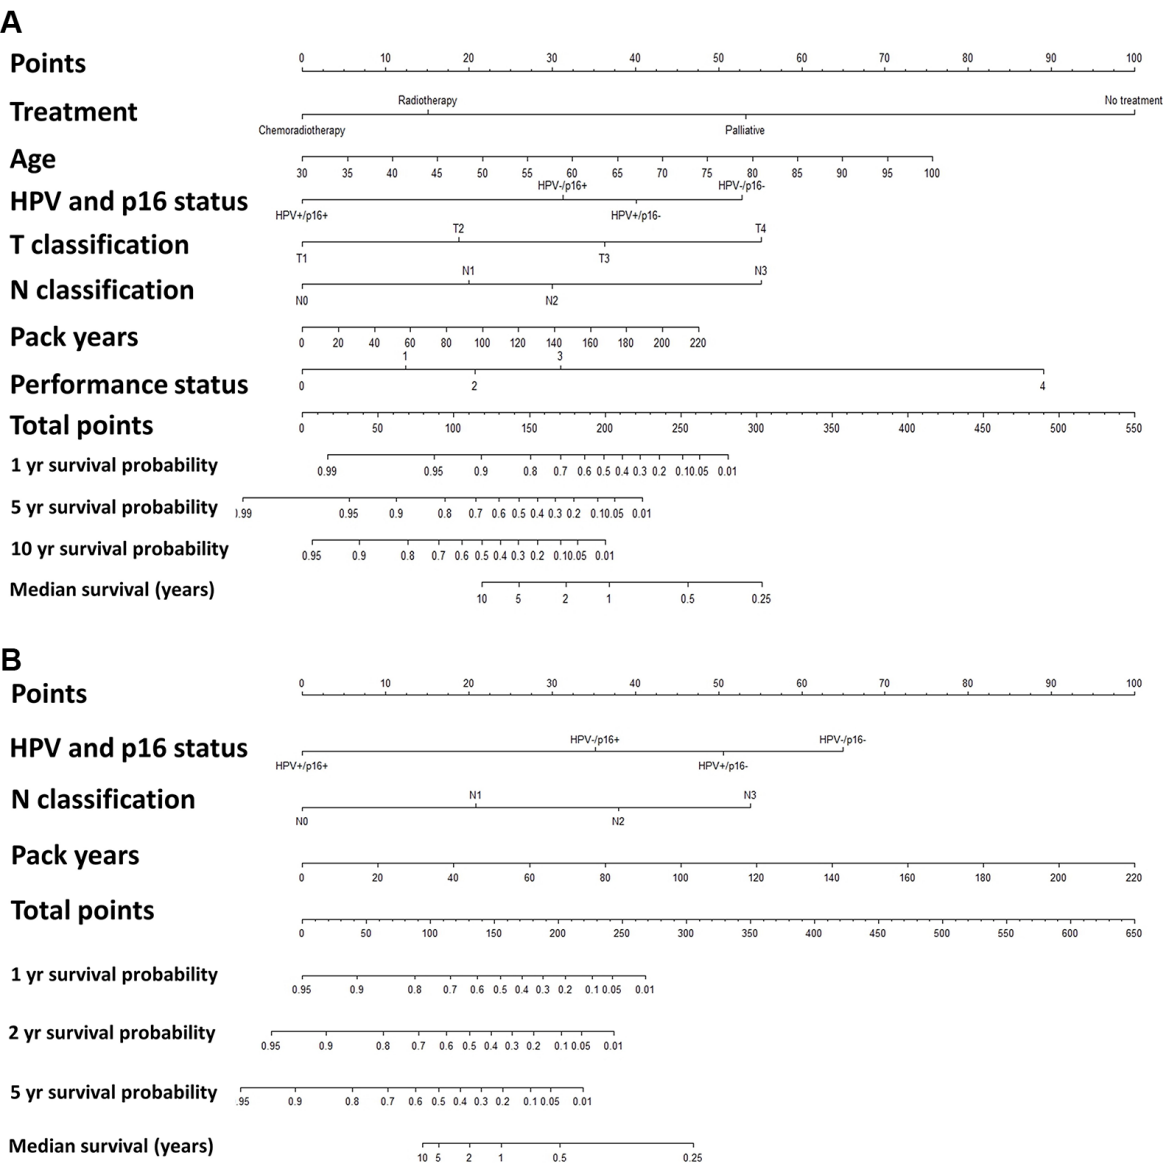 A
Points 0 10 20 30 40 50 60 70 80 90 100
Radiotherapy No treatment
Treatment
Chemoradiotherapy Palliative
Age
30 35 40 45 50 55 60 65 70 75 80 85 90 95 100
HPV-/p16+ HPV-/p16-
HPV and p16 status
HPV+/p16+ HPV+/p16-
T2 T4
T classification
T1 T3
N1 N3
N classification
N0 N2
Pack years
0 20 40 60 80 100 120 140 160 180 200 220
1 3
Performance status
0 2 4
Total points
0 50 100 150 200 250 300 350 400 450 500 550
1 yr survival probability
0.99 0.95 0.9 0.8 0.7 0.6 0.5 0.4 0.3 0.2 0.10.05 0.01
5 yr survival probability
).99 0.95 0.9 0.8 0.7 0.6 0.5 0.4 0.3 0.2 0.10.05 0.01
10 yr survival probability
0.95 0.9 0.8 0.7 0.6 0.5 0.4 0.3 0.2 0.10.05 0.01
Median survival (years)
10 5 2 1 0.5 0.25
B
Points 0 10 20 30 40 50 60 70 80 90 100
HPV-/p16+ HPV-/p16-
HPV and p16 status
HPV+/p16+ HPV+/p16-
N1 N3
N classification
N0 N2
Pack years
0 20 40 60 80 100 120 140 160 180 200 220
Total points
0 50 100 150 200 250 300 350 400 450 500 550 600 650
1 yr survival probability
0.95 0.9 0.8 0.7 0.6 0.5 0.4 0.3 0.2 0.1 0.05 0.01
2 yr survival probability
0.95 0.9 0.8 0.7 0.6 0.5 0.4 0.3 0.2 0.1 0.05 0.01
5 yr survival probability
.95 0.9 0.8 0.7 0.6 0.5 0.4 0.3 0.2 0.1 0.05 0.01
Median survival (years)
10 5 2 1 0.5 0.25